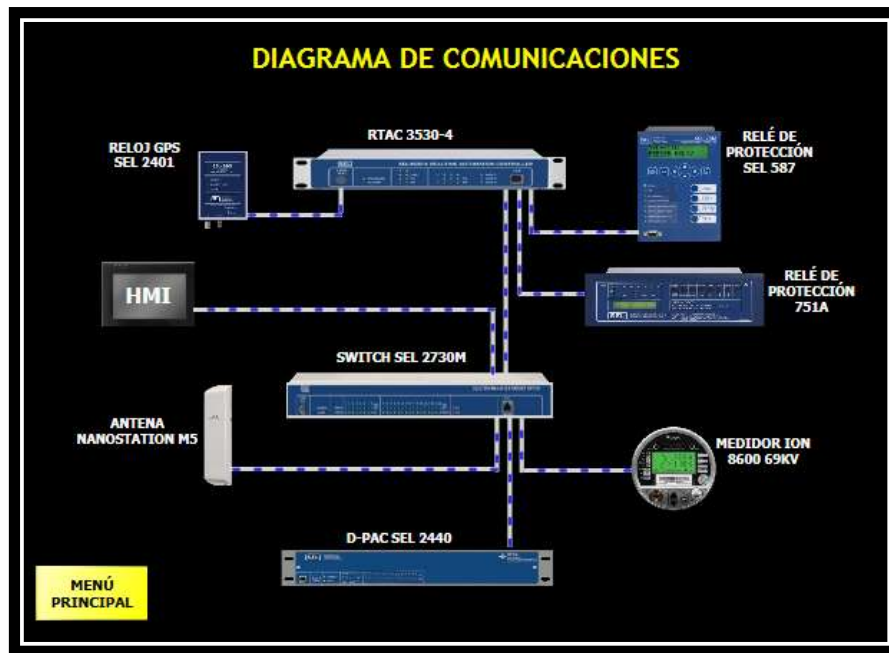 DIAGRAMA DE COMUNICACIONES
RTAC 3530-4
RELOJ GPS
SEL 2401
RELÉ DE
PROTECCIÓN
SEL 587
HMI
RELÉ DE
PROTECCIÓN
751A
SWITCH SEL 2730M
ANTENA
NANOSTATION M5
MEDIDOR ION
8600 69KV
D-PAC SEL 2440
MENÚ
PRINCIPAL